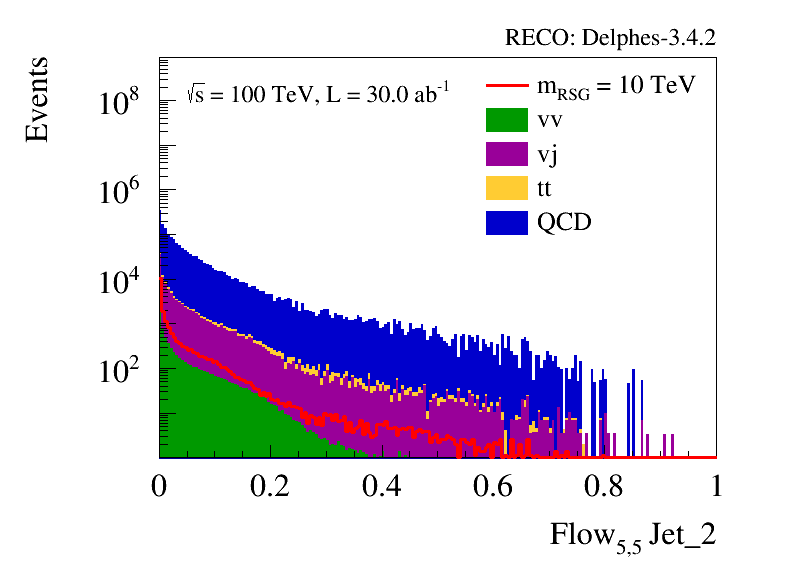 RECO: Delphes-3.4.2
Events
√s = 100 TeV, L = 30.0 ab⁻¹
m_RSG = 10 TeV
vv
vj
tt
QCD
10⁸
10⁶
10⁴
10²
0 0.2 0.4 0.6 0.8 1
Flow₅,₅ Jet_2